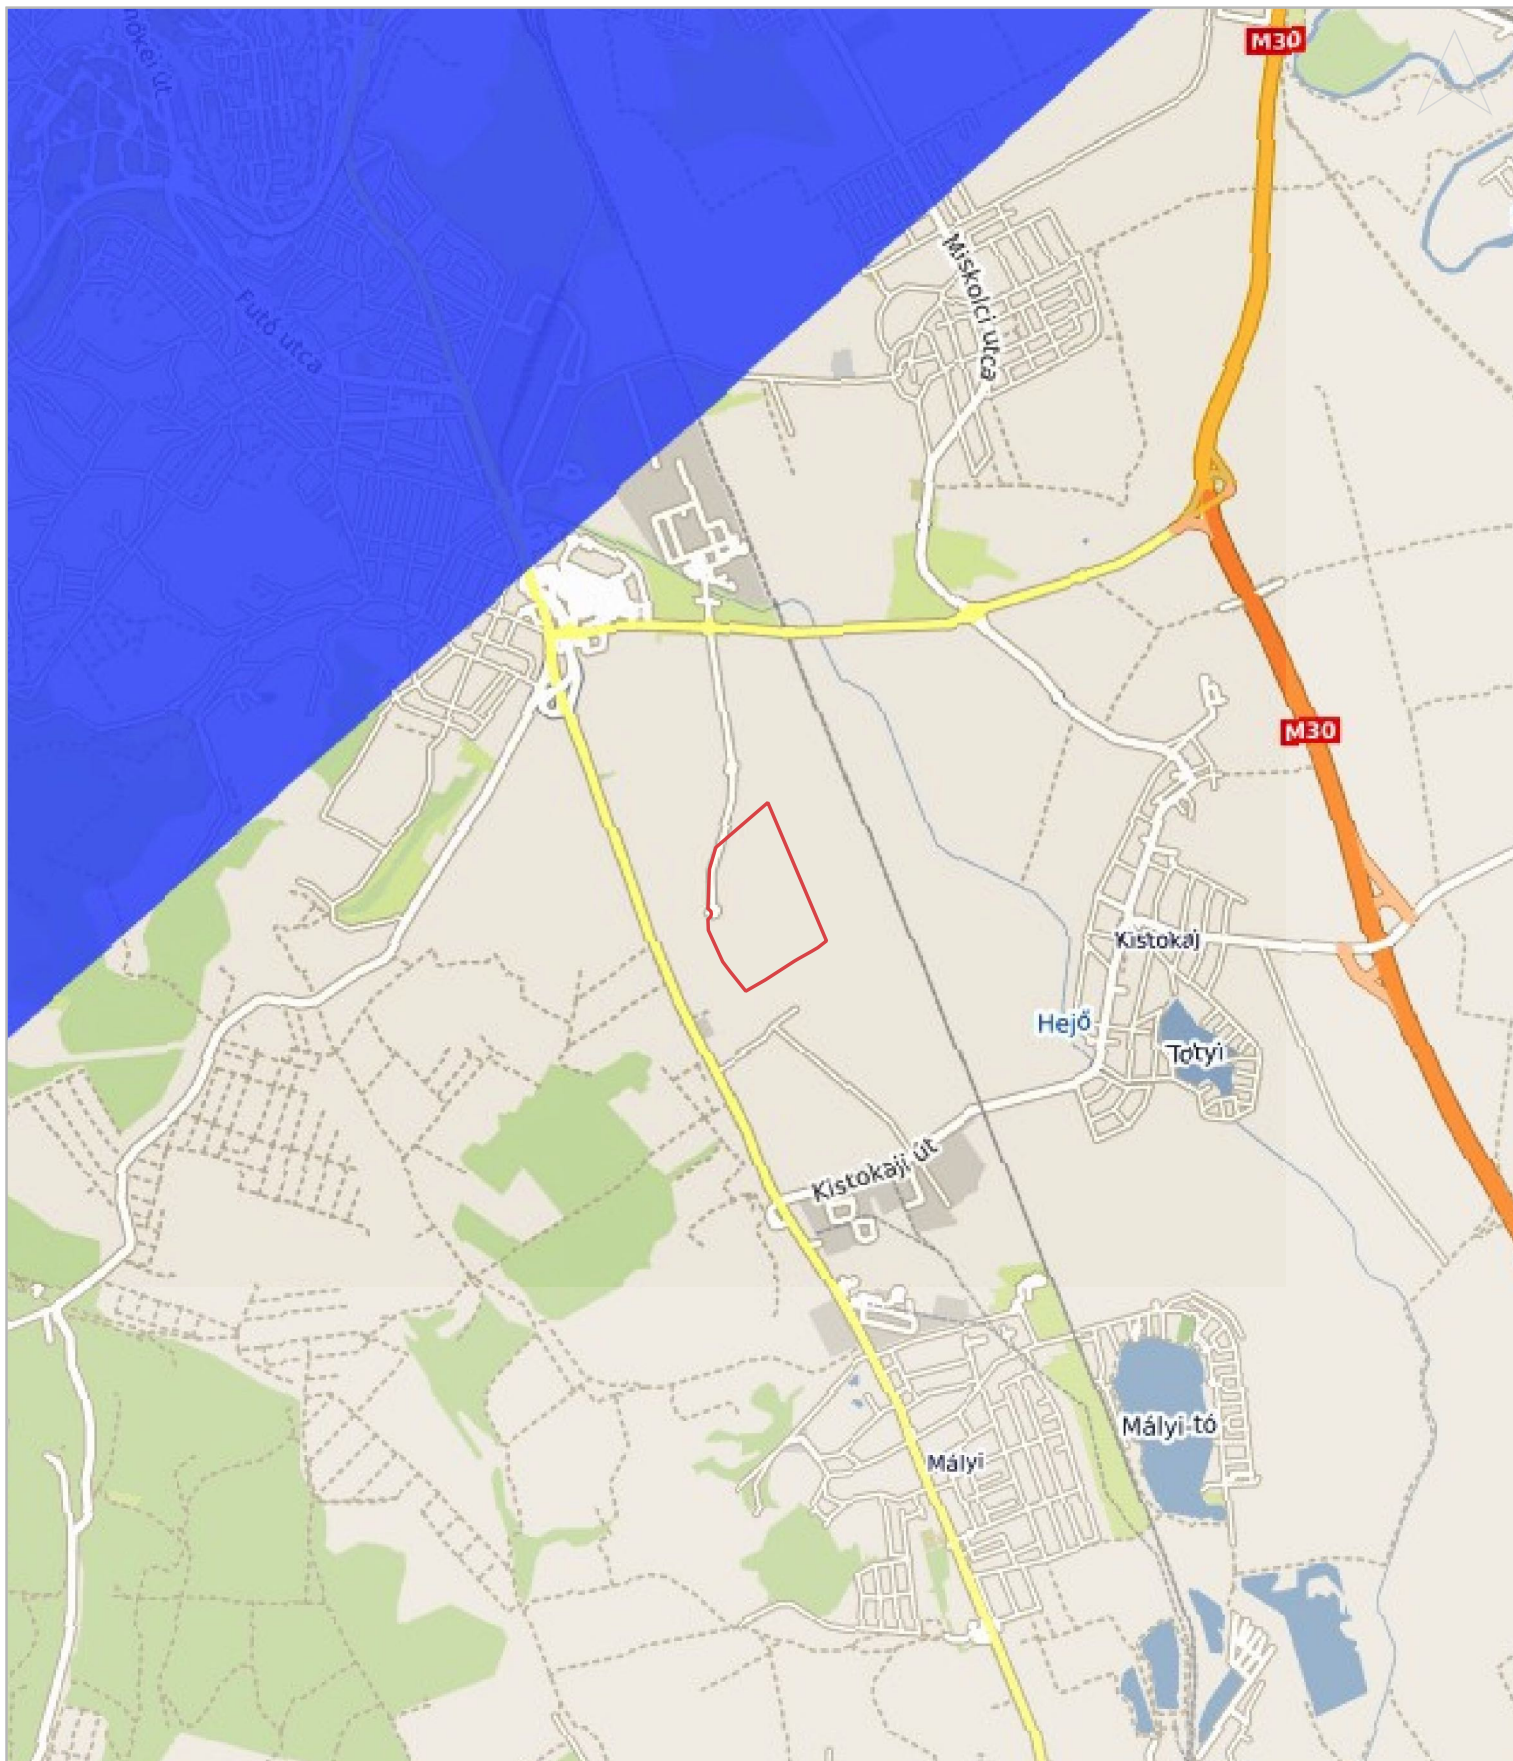 M30
Miskolci utca
Futó utca
M30
Kistokaj
Hejő
Totyi
Kistokaji út
Mályi-tó
Mályi